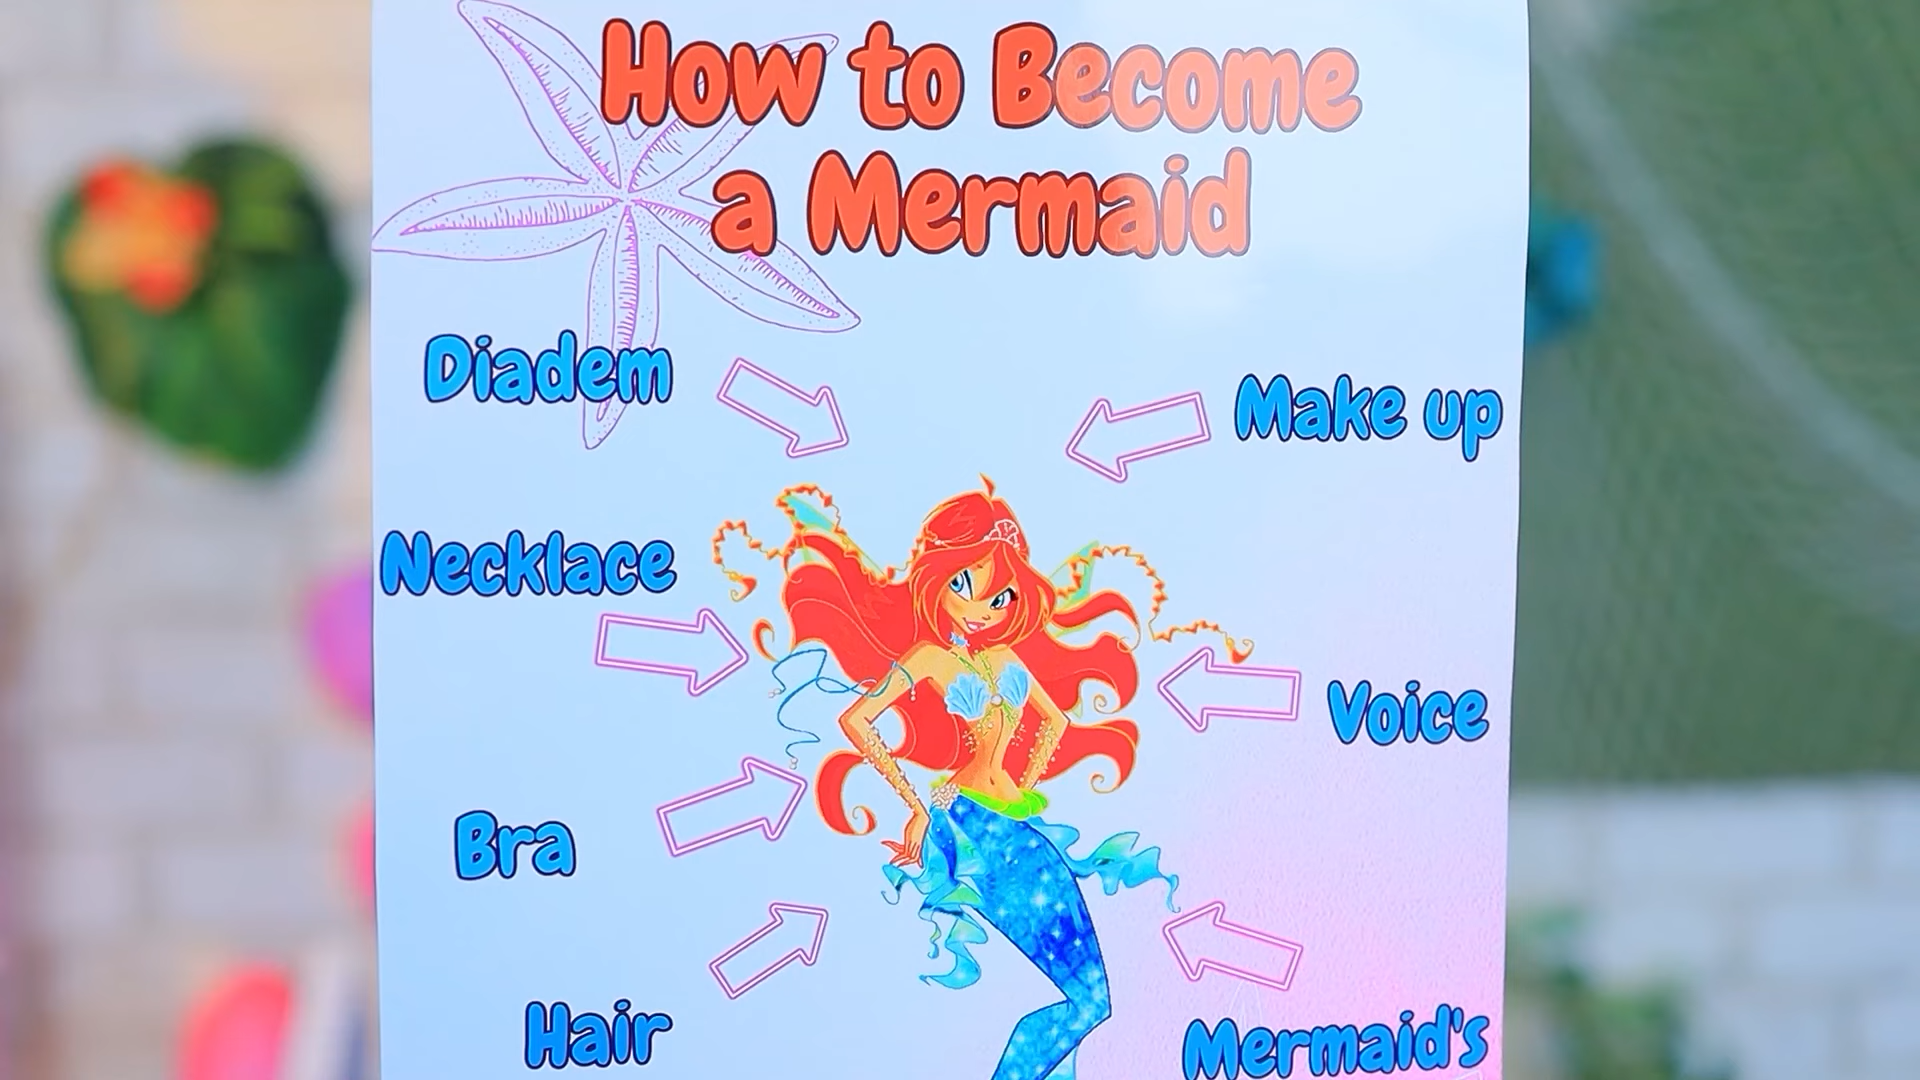 How to Become
a Mermaid
Diadem
Make up
Necklace
Voice
Bra
Hair
Mermaid's